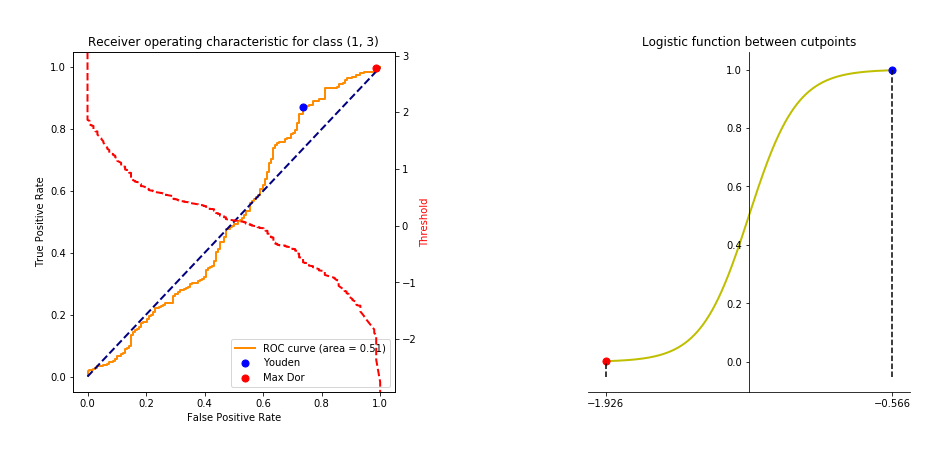 Receiver operating characteristic for class (1, 3)
1.0
0.8
0.6
0.4
0.2
0.0
True Positive Rate
0.0 0.2 0.4 0.6 0.8 1.0
False Positive Rate
3
2
1
0
−1
−2
Threshold
ROC curve (area = 0.51)
Youden
Max Dor
Logistic function between cutpoints
1.0
0.8
0.6
0.4
0.2
0.0
−1.926 −0.566